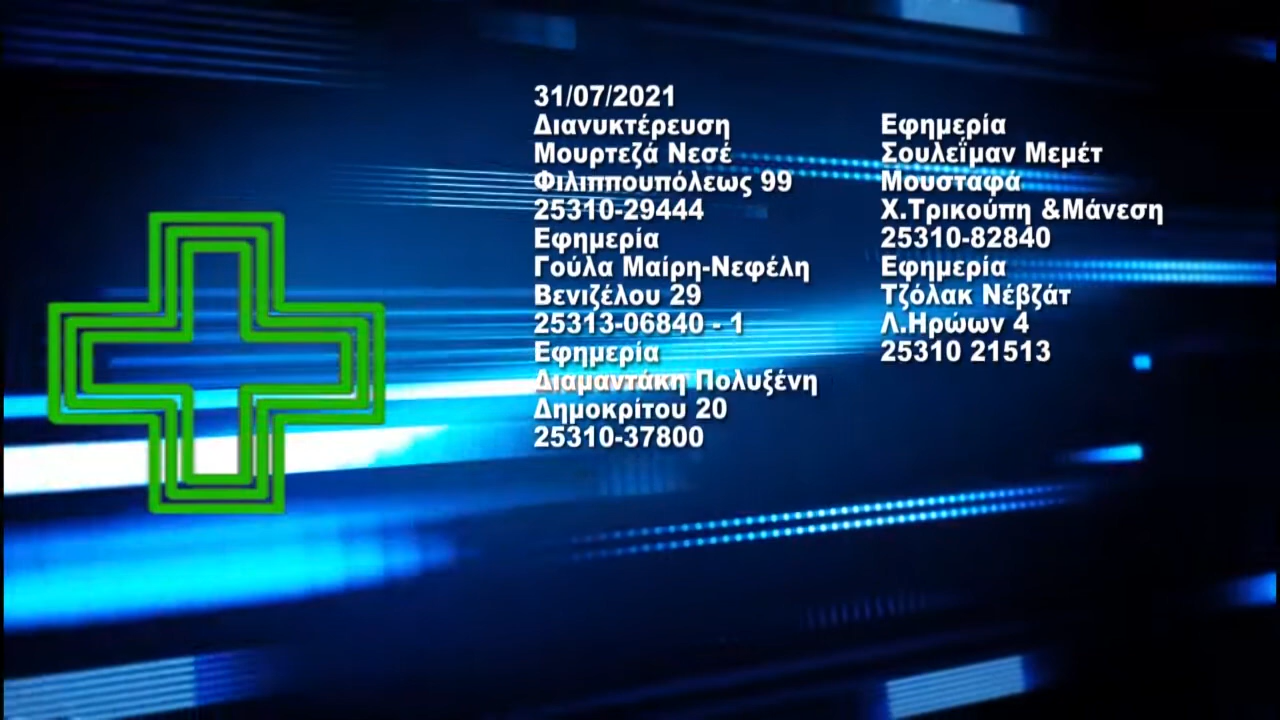 31/07/2021
Διανυκτέρευση
Μουρτεζά Νεσέ
Φιλιππουπόλεως 99
25310-29444
Εφημερία
Γούλα Μαίρη-Νεφέλη
Βενιζέλου 29
25313-06840 - 1
Εφημερία
Διαμαντάκη Πολυξένη
Δημοκρίτου 20
25310-37800
Εφημερία
Σουλεΐμαν Μεμέτ
Μουσταφά
Χ.Τρικούπη &Μάνεση
25310-82840
Εφημερία
Τζόλακ Νέβζάτ
Λ.Ηρώων 4
25310 21513